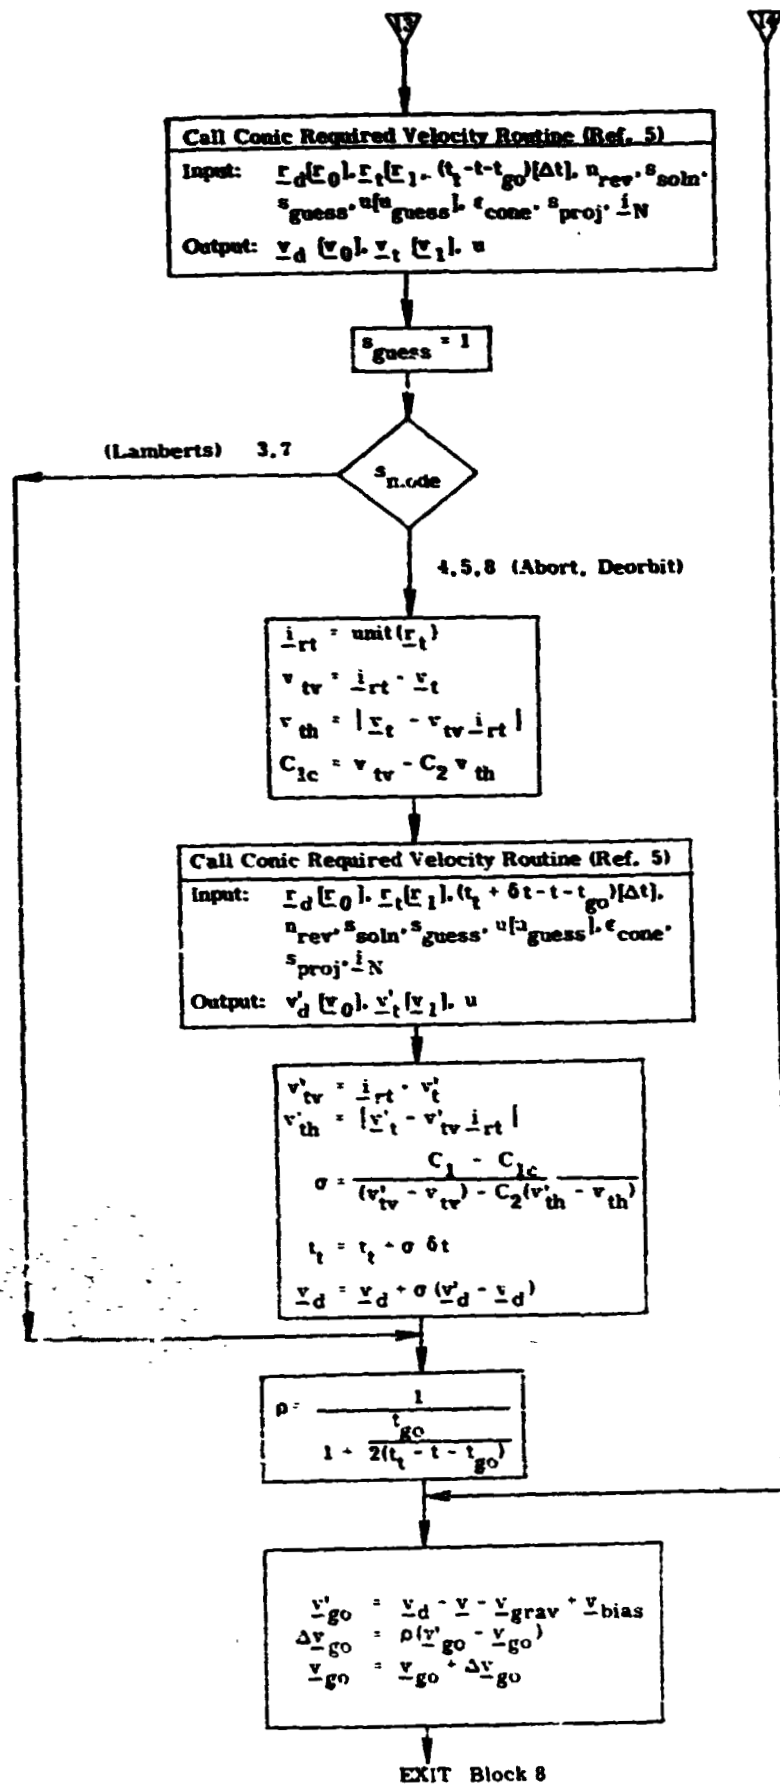 13
14
Call Conic Required Velocity Routine (Ref. 5)
Input: r_d[r_0], r_t[r_1, (t_t-t-t_go)[Δt], n_rev, s_soln,
s_guess, u[u_guess], ε_cone, s_proj, i_N
Output: v_d [v_0], v_t [v_1], u
s_guess = 1
(Lamberts) 3,7
s_mode
4,5,8 (Abort, Deorbit)
i_rt = unit(r_t)
v_tv = i_rt · v_t
v_th = | v_t - v_tv i_rt |
C_1c = v_tv - C_2 v_th
Call Conic Required Velocity Routine (Ref. 5)
Input: r_d[r_0], r_t[r_1], (t_t + δt-t-t_go)[Δt],
n_rev, s_soln, s_guess, u[u_guess], ε_cone,
s_proj, i_N
Output: v'_d [v_0], v'_t [v_1], u
v'_tv = i_rt · v'_t
v'_th = | v'_t - v'_tv i_rt |
σ = (C_1 - C_1c) / ((v'_tv - v_tv) - C_2(v'_th - v_th))
t_t = t_t + σ δt
v_d = v_d + σ (v'_d - v_d)
ρ = 1 / (1 + t_go / 2(t_t - t - t_go))
v'_go = v_d - v - v_grav + v_bias
Δv_go = ρ(v'_go - v_go)
v_go = v_go + Δv_go
EXIT Block 8